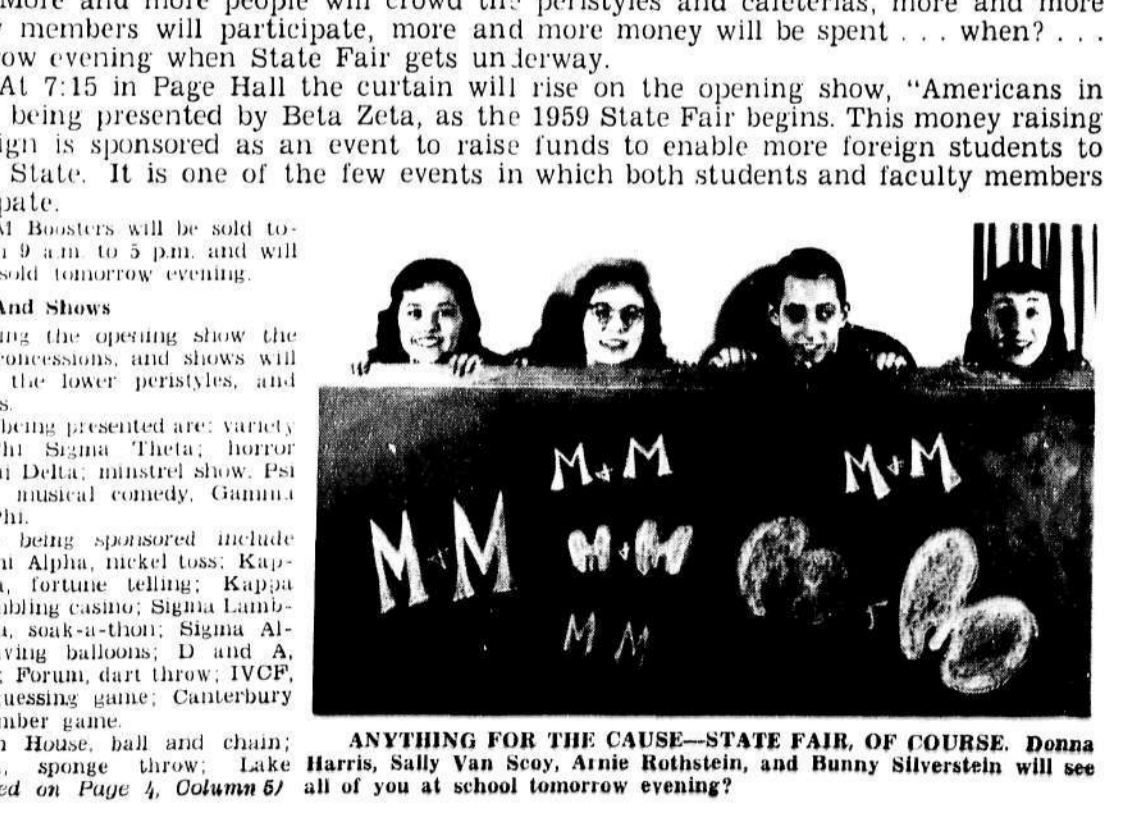 More and more people will crowd the peristyles and cafeterias, more and more
members will participate, more and more money will be spent . . . when? . . .
ow evening when State Fair gets underway.
At 7:15 in Page Hall the curtain will rise on the opening show, “Americans in
being presented by Beta Zeta, as the 1959 State Fair begins. This money raising
ign is sponsored as an event to raise funds to enable more foreign students to
State. It is one of the few events in which both students and faculty members
pate.
M Boosters will be sold to-
9 a.m. to 5 p.m. and will
sold tomorrow evening.
And Shows
ing the opening show the
concessions, and shows will
the lower peristyles, and
s.
being presented are: variety
hi Sigma Theta; horror
Delta; minstrel show, Psi
musical comedy, Gamma
hi.
being sponsored include
Alpha, nickel toss; Kap-
a, fortune telling; Kappa
mbling casino; Sigma Lamb-
a, soak-a-thon; Sigma Al-
ving balloons; D and A,
; Forum, dart throw; IVCF,
uessing game; Canterbury
mber game.
House, ball and chain;
sponge throw; Lake
ed on Page 4, Column 5)
M + M
M + M
M + M
M + M
M M
ANYTHING FOR THE CAUSE—STATE FAIR, OF COURSE. Donna
Harris, Sally Van Scoy, Arnie Rothstein, and Bunny Silverstein will see
all of you at school tomorrow evening?